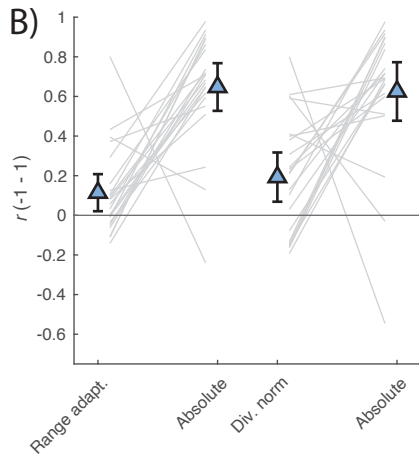 B)
r (-1 - 1)
1
0.8
0.6
0.4
0.2
0
-0.2
-0.4
-0.6
Range adapt.
Absolute
Div. norm
Absolute